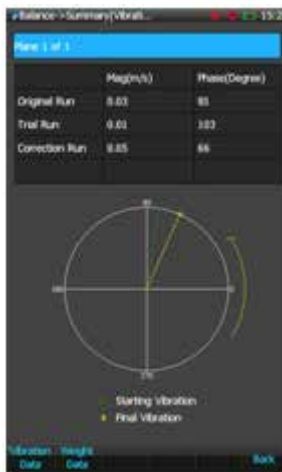 Balance->Summary(Vibrati..
15:2
Plane 1 of 1
Mag(m/s) Phase(Degree)
Original Run 0.03 81
Trial Run 0.01 103
Correction Run 0.05 66
90
180
0
270
Starting Vibration
Final Vibration
Vibration Data Weight Data Back